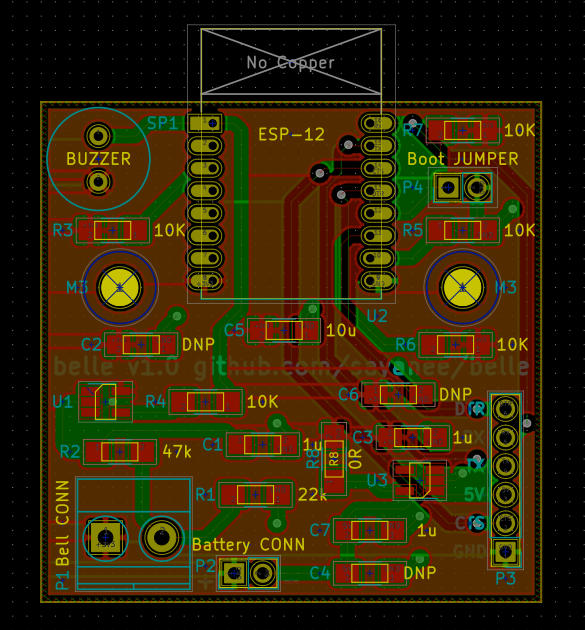 No Copper
SP1
ESP-12
R7
10K
BUZZER
Boot JUMPER
P4
R3
10K
R5
10K
M3
M3
U2
C5
10u
C2
DNP
R6
10K
belle v1.0 github.com/sayanee/belle
C6
DNP
U1
R4
10K
DTR
C1
1u
R8
0R
R8
C3
1u
RX
R2
47k
TX
U3
5V
R1
22k
Bell CONN
C7
1u
CTS
Battery CONN
GND
P1
P2
C4
DNP
P3